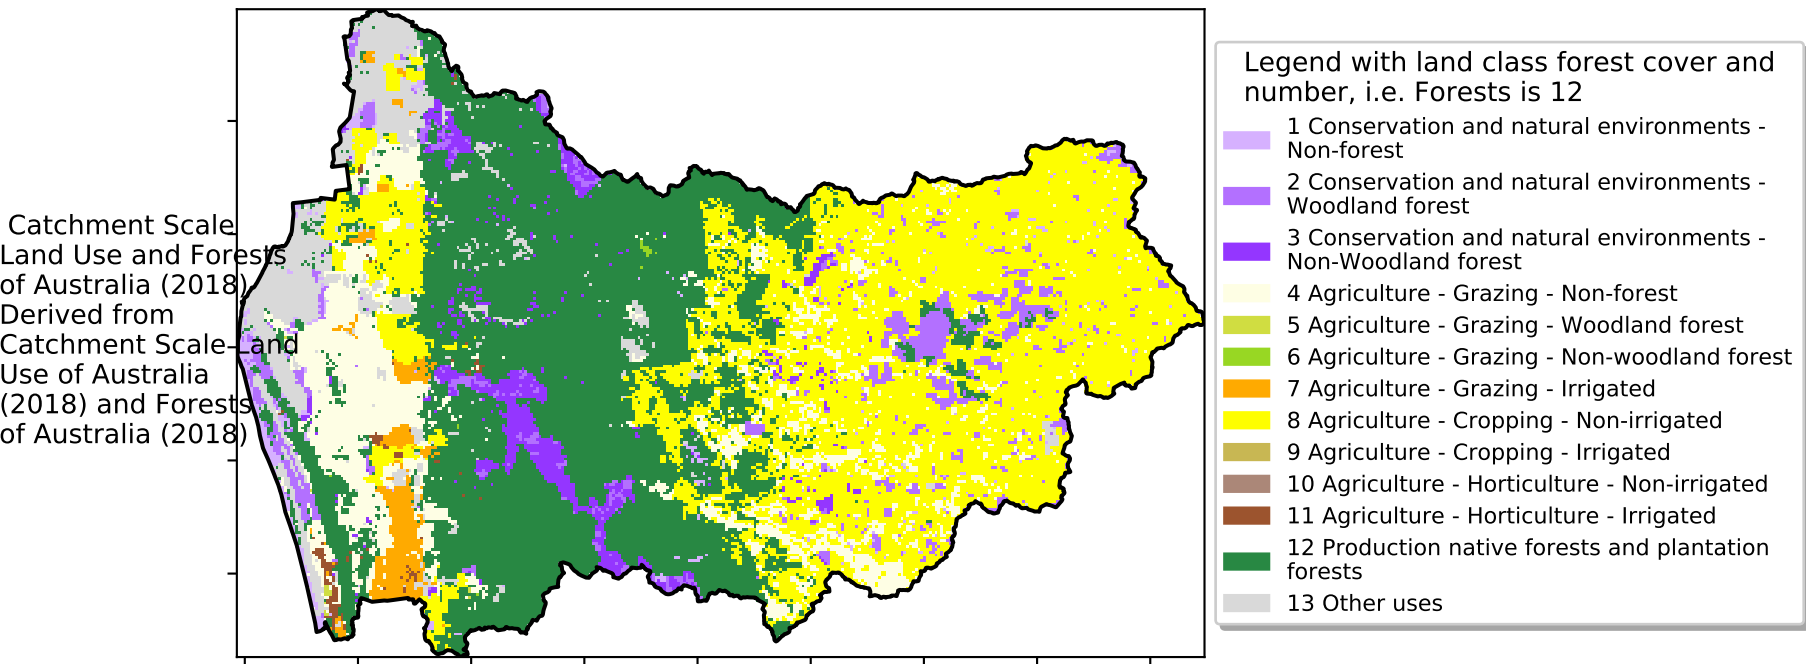 Catchment Scale
Land Use and Forests
of Australia (2018)
Derived from
Catchment Scale Land
Use of Australia
(2018) and Forests
of Australia (2018)
Legend with land class forest cover and
number, i.e. Forests is 12
1 Conservation and natural environments -
Non-forest
2 Conservation and natural environments -
Woodland forest
3 Conservation and natural environments -
Non-Woodland forest
4 Agriculture - Grazing - Non-forest
5 Agriculture - Grazing - Woodland forest
6 Agriculture - Grazing - Non-woodland forest
7 Agriculture - Grazing - Irrigated
8 Agriculture - Cropping - Non-irrigated
9 Agriculture - Cropping - Irrigated
10 Agriculture - Horticulture - Non-irrigated
11 Agriculture - Horticulture - Irrigated
12 Production native forests and plantation
forests
13 Other uses